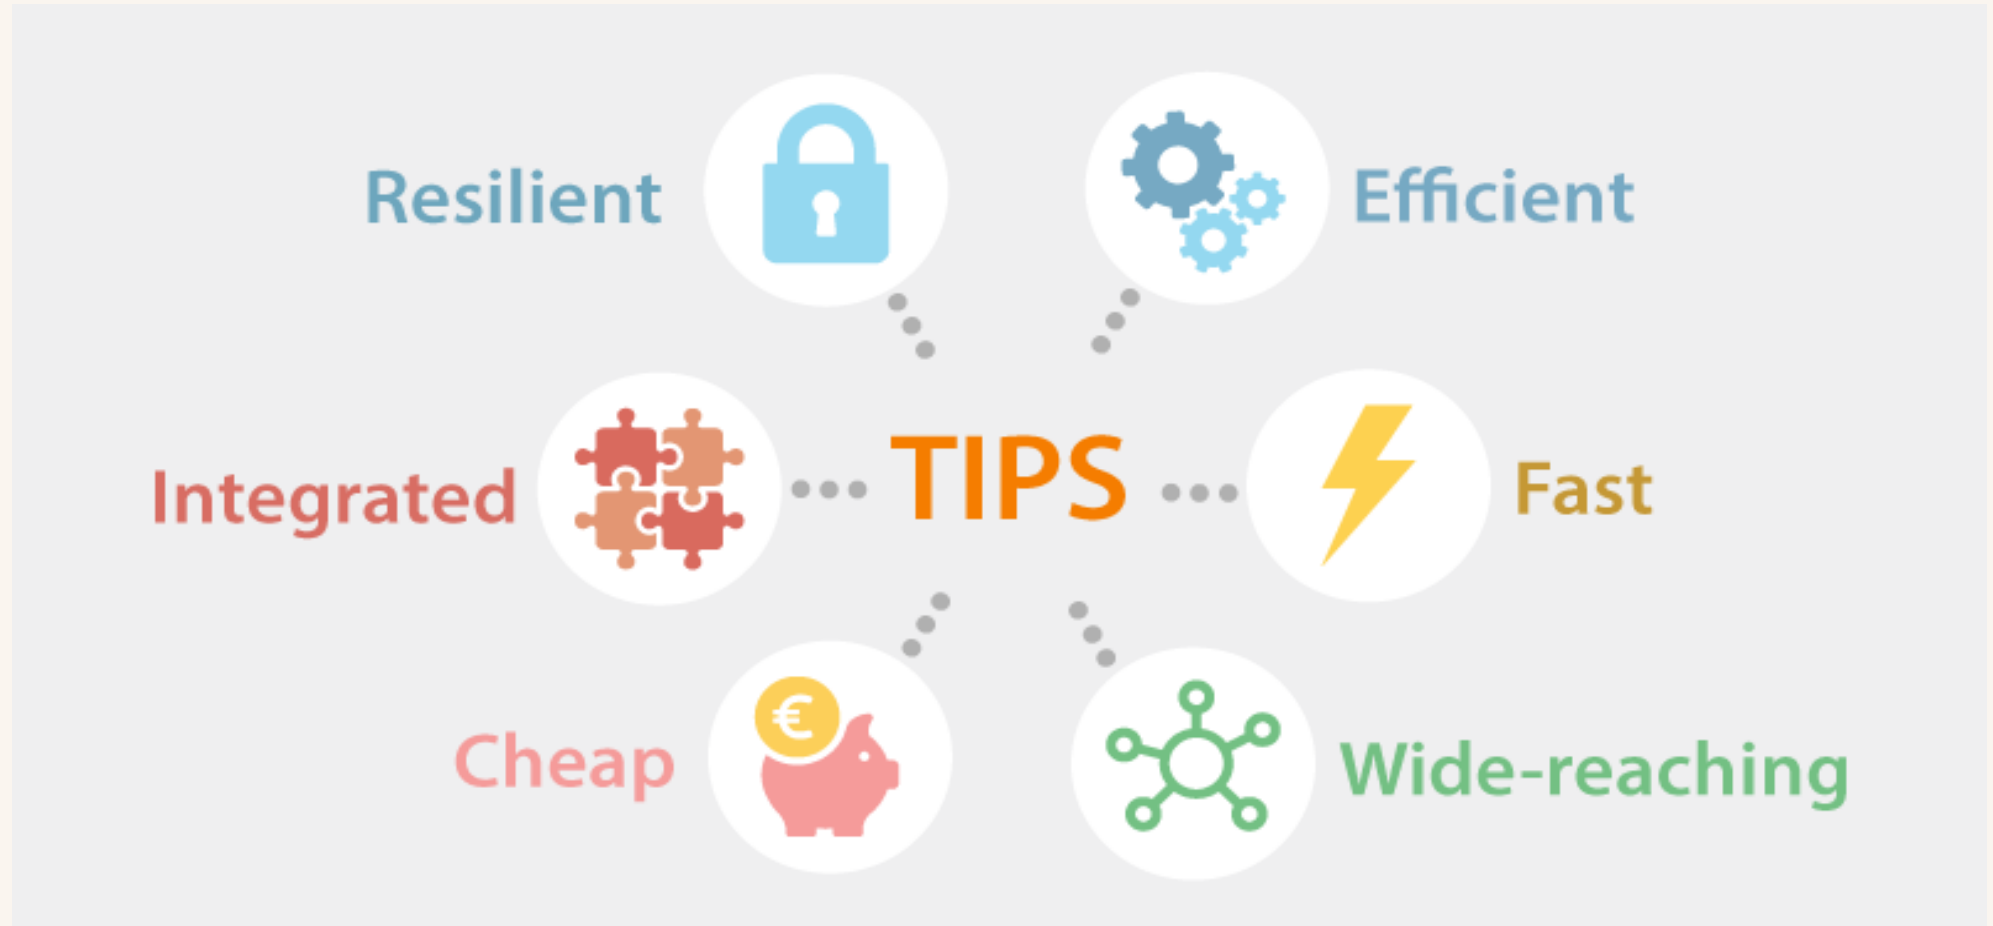 Resilient
Efficient
Integrated
TIPS
Fast
€
Cheap
Wide-reaching